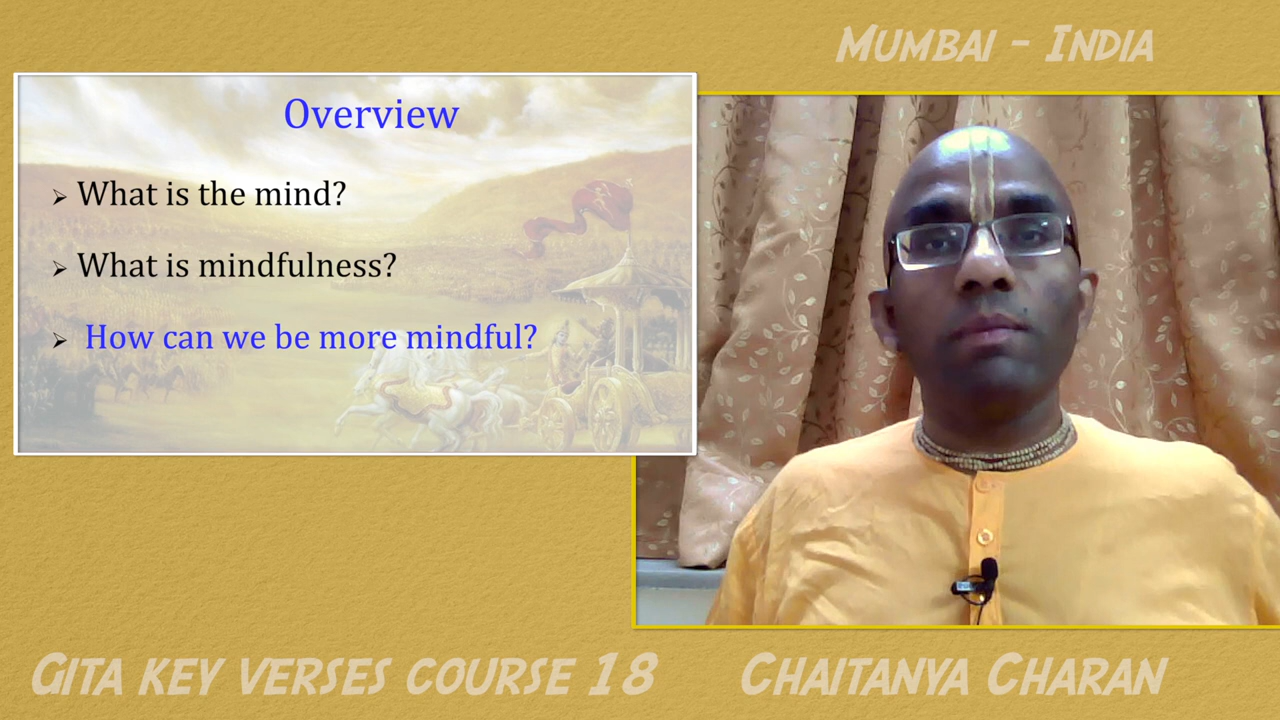 MUMBAI - INDIA
Overview
What is the mind?
What is mindfulness?
How can we be more mindful?
GITA KEY VERSES COURSE 18
CHAITANYA CHARAN